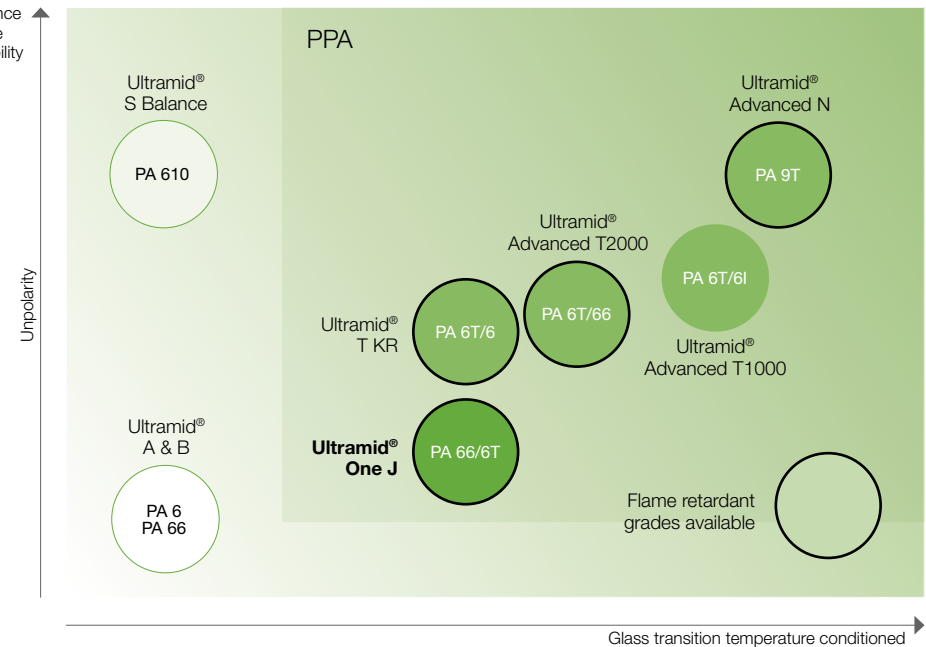 PPA
Ultramid®
S Balance
PA 610
Ultramid®
Advanced N
PA 9T
Ultramid®
Advanced T2000
PA 6T/66
PA 6T/6I
Ultramid®
Advanced T1000
Ultramid®
T KR
PA 6T/6
Unpolarity
Ultramid®
A & B
PA 6
PA 66
Ultramid®
One J
PA 66/6T
Flame retardant
grades available
Glass transition temperature conditioned